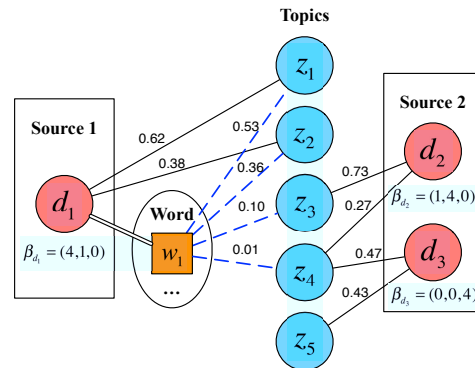 Topics
z1
0.62
0.53
Source 1
Source 2
z2
0.38
0.36
d2
d1
Word
0.10
z3
0.73
βd2 = (1,4,0)
0.27
βd1 = (4,1,0)
w1
0.01
...
z4
0.47
d3
0.43
βd3 = (0,0,4)
z5